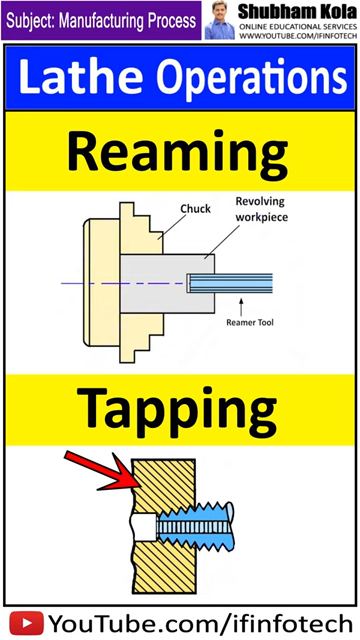 Subject: Manufacturing Process
Shubham Kola
ONLINE EDUCATIONAL SERVICES
WWW.YOUTUBE.COM/IFINFOTECH
Lathe Operations
Reaming
Chuck
Revolving
workpiece
Reamer Tool
Tapping
YouTube.com/ifinfotech